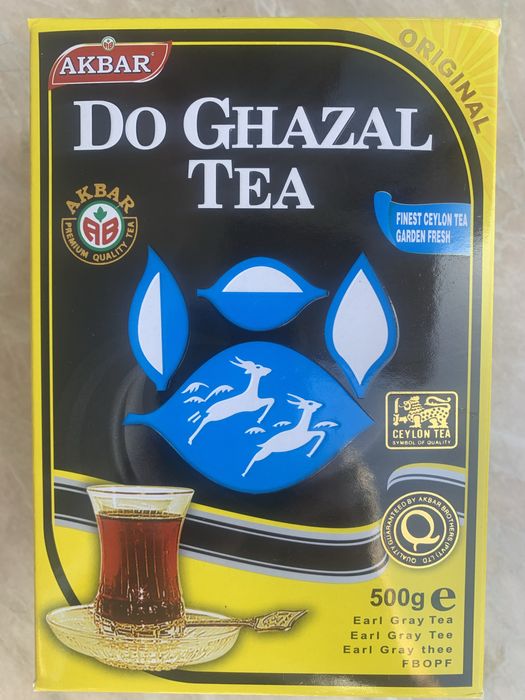 AKBAR
ORIGINAL
DO GHAZAL
TEA
AKBAR
AB
PREMIUM QUALITY TEA
FINEST CEYLON TEA
GARDEN FRESH
CEYLON TEA
SYMBOL OF QUALITY
QUALITY GUARANTEED BY AKBAR BROTHERS (PVT) LTD
Q
500g e
Earl Gray Tea
Earl Gray Tee
Earl Gray thee
FBOPF